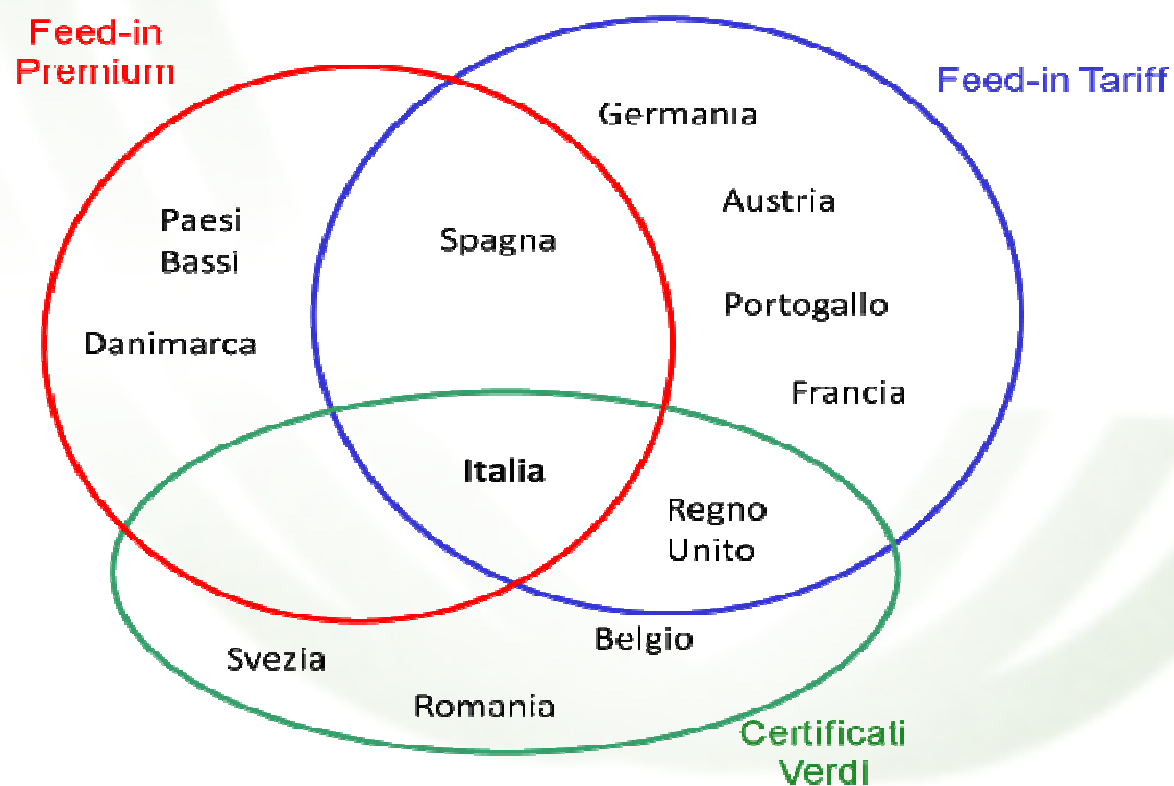 Feed-in
Premium
Feed-in Tariff
Germania
Austria
Paesi
Bassi
Spagna
Portogallo
Danimarca
Francia
Italia
Regno
Unito
Belgio
Svezia
Romania
Certificati
Verdi